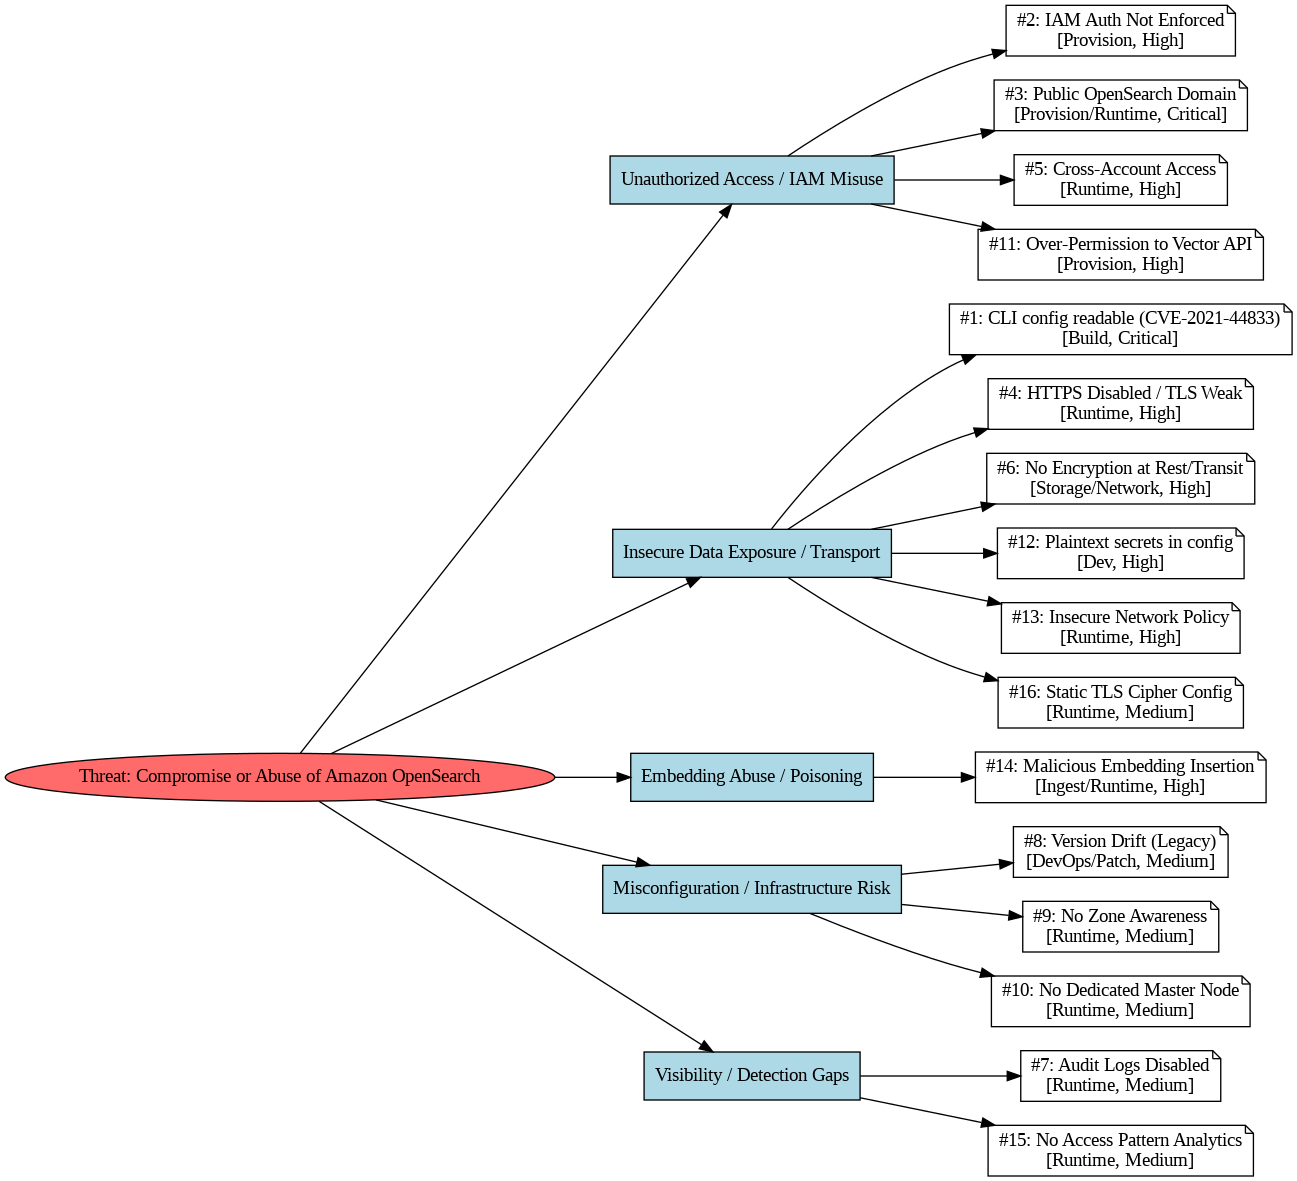 Threat: Compromise or Abuse of Amazon OpenSearch
Unauthorized Access / IAM Misuse
#2: IAM Auth Not Enforced
[Provision, High]
#3: Public OpenSearch Domain
[Provision/Runtime, Critical]
#5: Cross-Account Access
[Runtime, High]
#11: Over-Permission to Vector API
[Provision, High]
Insecure Data Exposure / Transport
#1: CLI config readable (CVE-2021-44833)
[Build, Critical]
#4: HTTPS Disabled / TLS Weak
[Runtime, High]
#6: No Encryption at Rest/Transit
[Storage/Network, High]
#12: Plaintext secrets in config
[Dev, High]
#13: Insecure Network Policy
[Runtime, High]
#16: Static TLS Cipher Config
[Runtime, Medium]
Embedding Abuse / Poisoning
#14: Malicious Embedding Insertion
[Ingest/Runtime, High]
Misconfiguration / Infrastructure Risk
#8: Version Drift (Legacy)
[DevOps/Patch, Medium]
#9: No Zone Awareness
[Runtime, Medium]
#10: No Dedicated Master Node
[Runtime, Medium]
Visibility / Detection Gaps
#7: Audit Logs Disabled
[Runtime, Medium]
#15: No Access Pattern Analytics
[Runtime, Medium]